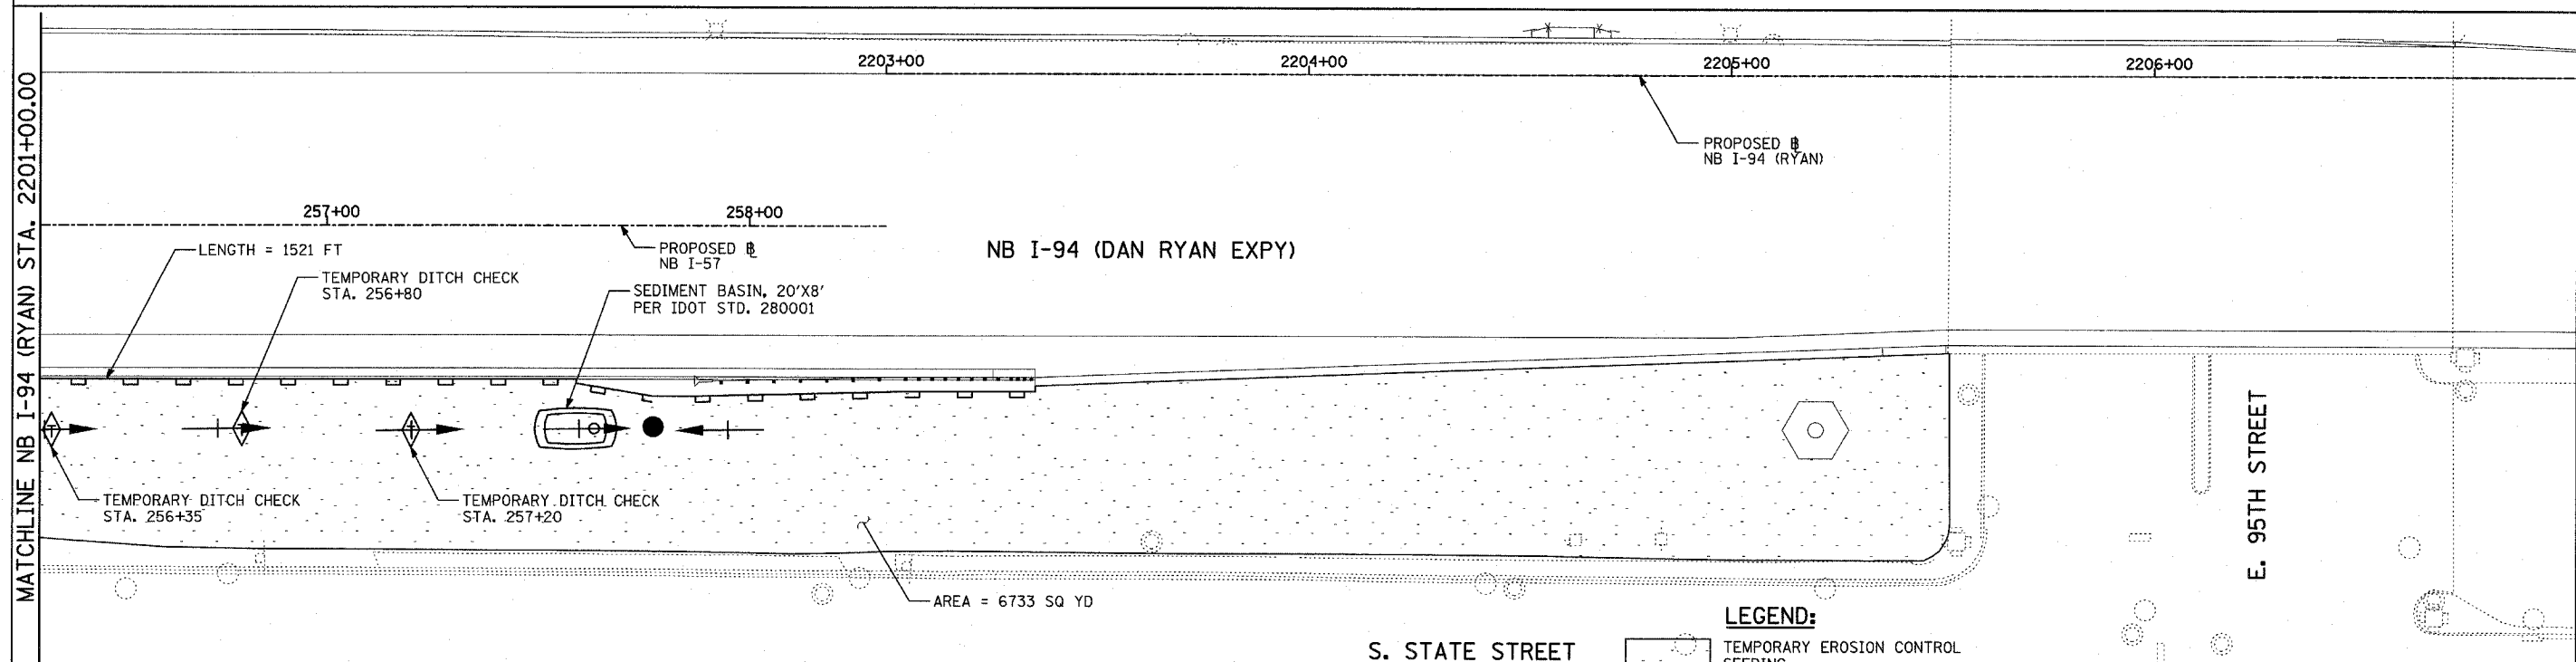 MATCHLINE NB I-94 (RYAN) STA. 2201+00.00
2203+00
2204+00
2205+00
2206+00
PROPOSED ℄
NB I-94 (RYAN)
257+00
258+00
LENGTH = 1521 FT
PROPOSED ℄
NB I-57
NB I-94 (DAN RYAN EXPY)
TEMPORARY DITCH CHECK
STA. 256+80
SEDIMENT BASIN, 20'X8'
PER IDOT STD. 280001
TEMPORARY DITCH CHECK
STA. 256+35
TEMPORARY DITCH CHECK
STA. 257+20
AREA = 6733 SQ YD
E. 95TH STREET
S. STATE STREET
LEGEND:
TEMPORARY EROSION CONTROL
SEEDING